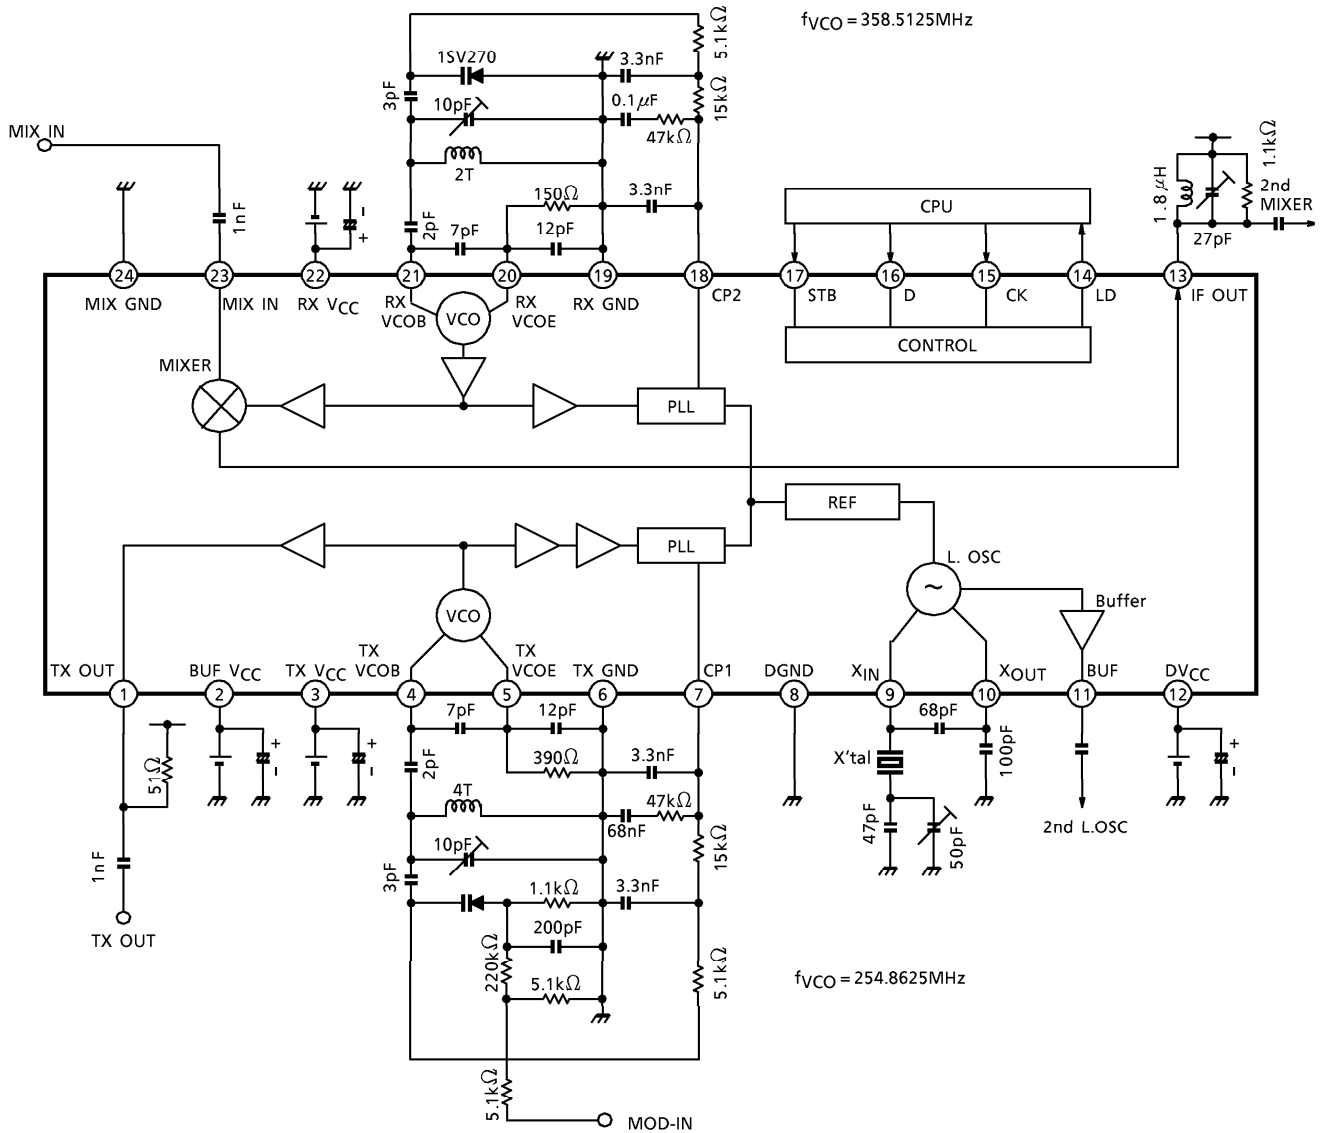 fVCO = 358.5125MHz
5.1kΩ
1SV270
3.3nF
3pF
10pF
0.1μF
15kΩ
47kΩ
MIX IN
2T
150Ω
3.3nF
1nF
- +
2pF
7pF
12pF
CPU
1.8μH
1.1kΩ
2nd
MIXER
27pF
24 23 22 21 20 19 18 17 16 15 14 13
MIX GND
MIX IN
RX VCC
RX
VCOB
RX
VCOE
RX GND
CP2
STB
D
CK
LD
IF OUT
VCO
CONTROL
MIXER
PLL
REF
PLL
L. OSC
~
Buffer
VCO
TX OUT
BUF VCC
TX VCC
TX
VCOB
TX
VCOE
TX GND
CP1
DGND
XIN
XOUT
BUF
DVCC
1 2 3 4 5 6 7 8 9 10 11 12
51Ω
+ -
+ -
7pF
12pF
2pF
390Ω
3.3nF
68pF
X'tal
100pF
+ -
4T
47kΩ
68nF
47pF
50pF
2nd L.OSC
10pF
15kΩ
1nF
3pF
1.1kΩ
3.3nF
TX OUT
200pF
220kΩ
5.1kΩ
5.1kΩ
fVCO = 254.8625MHz
5.1kΩ
MOD-IN